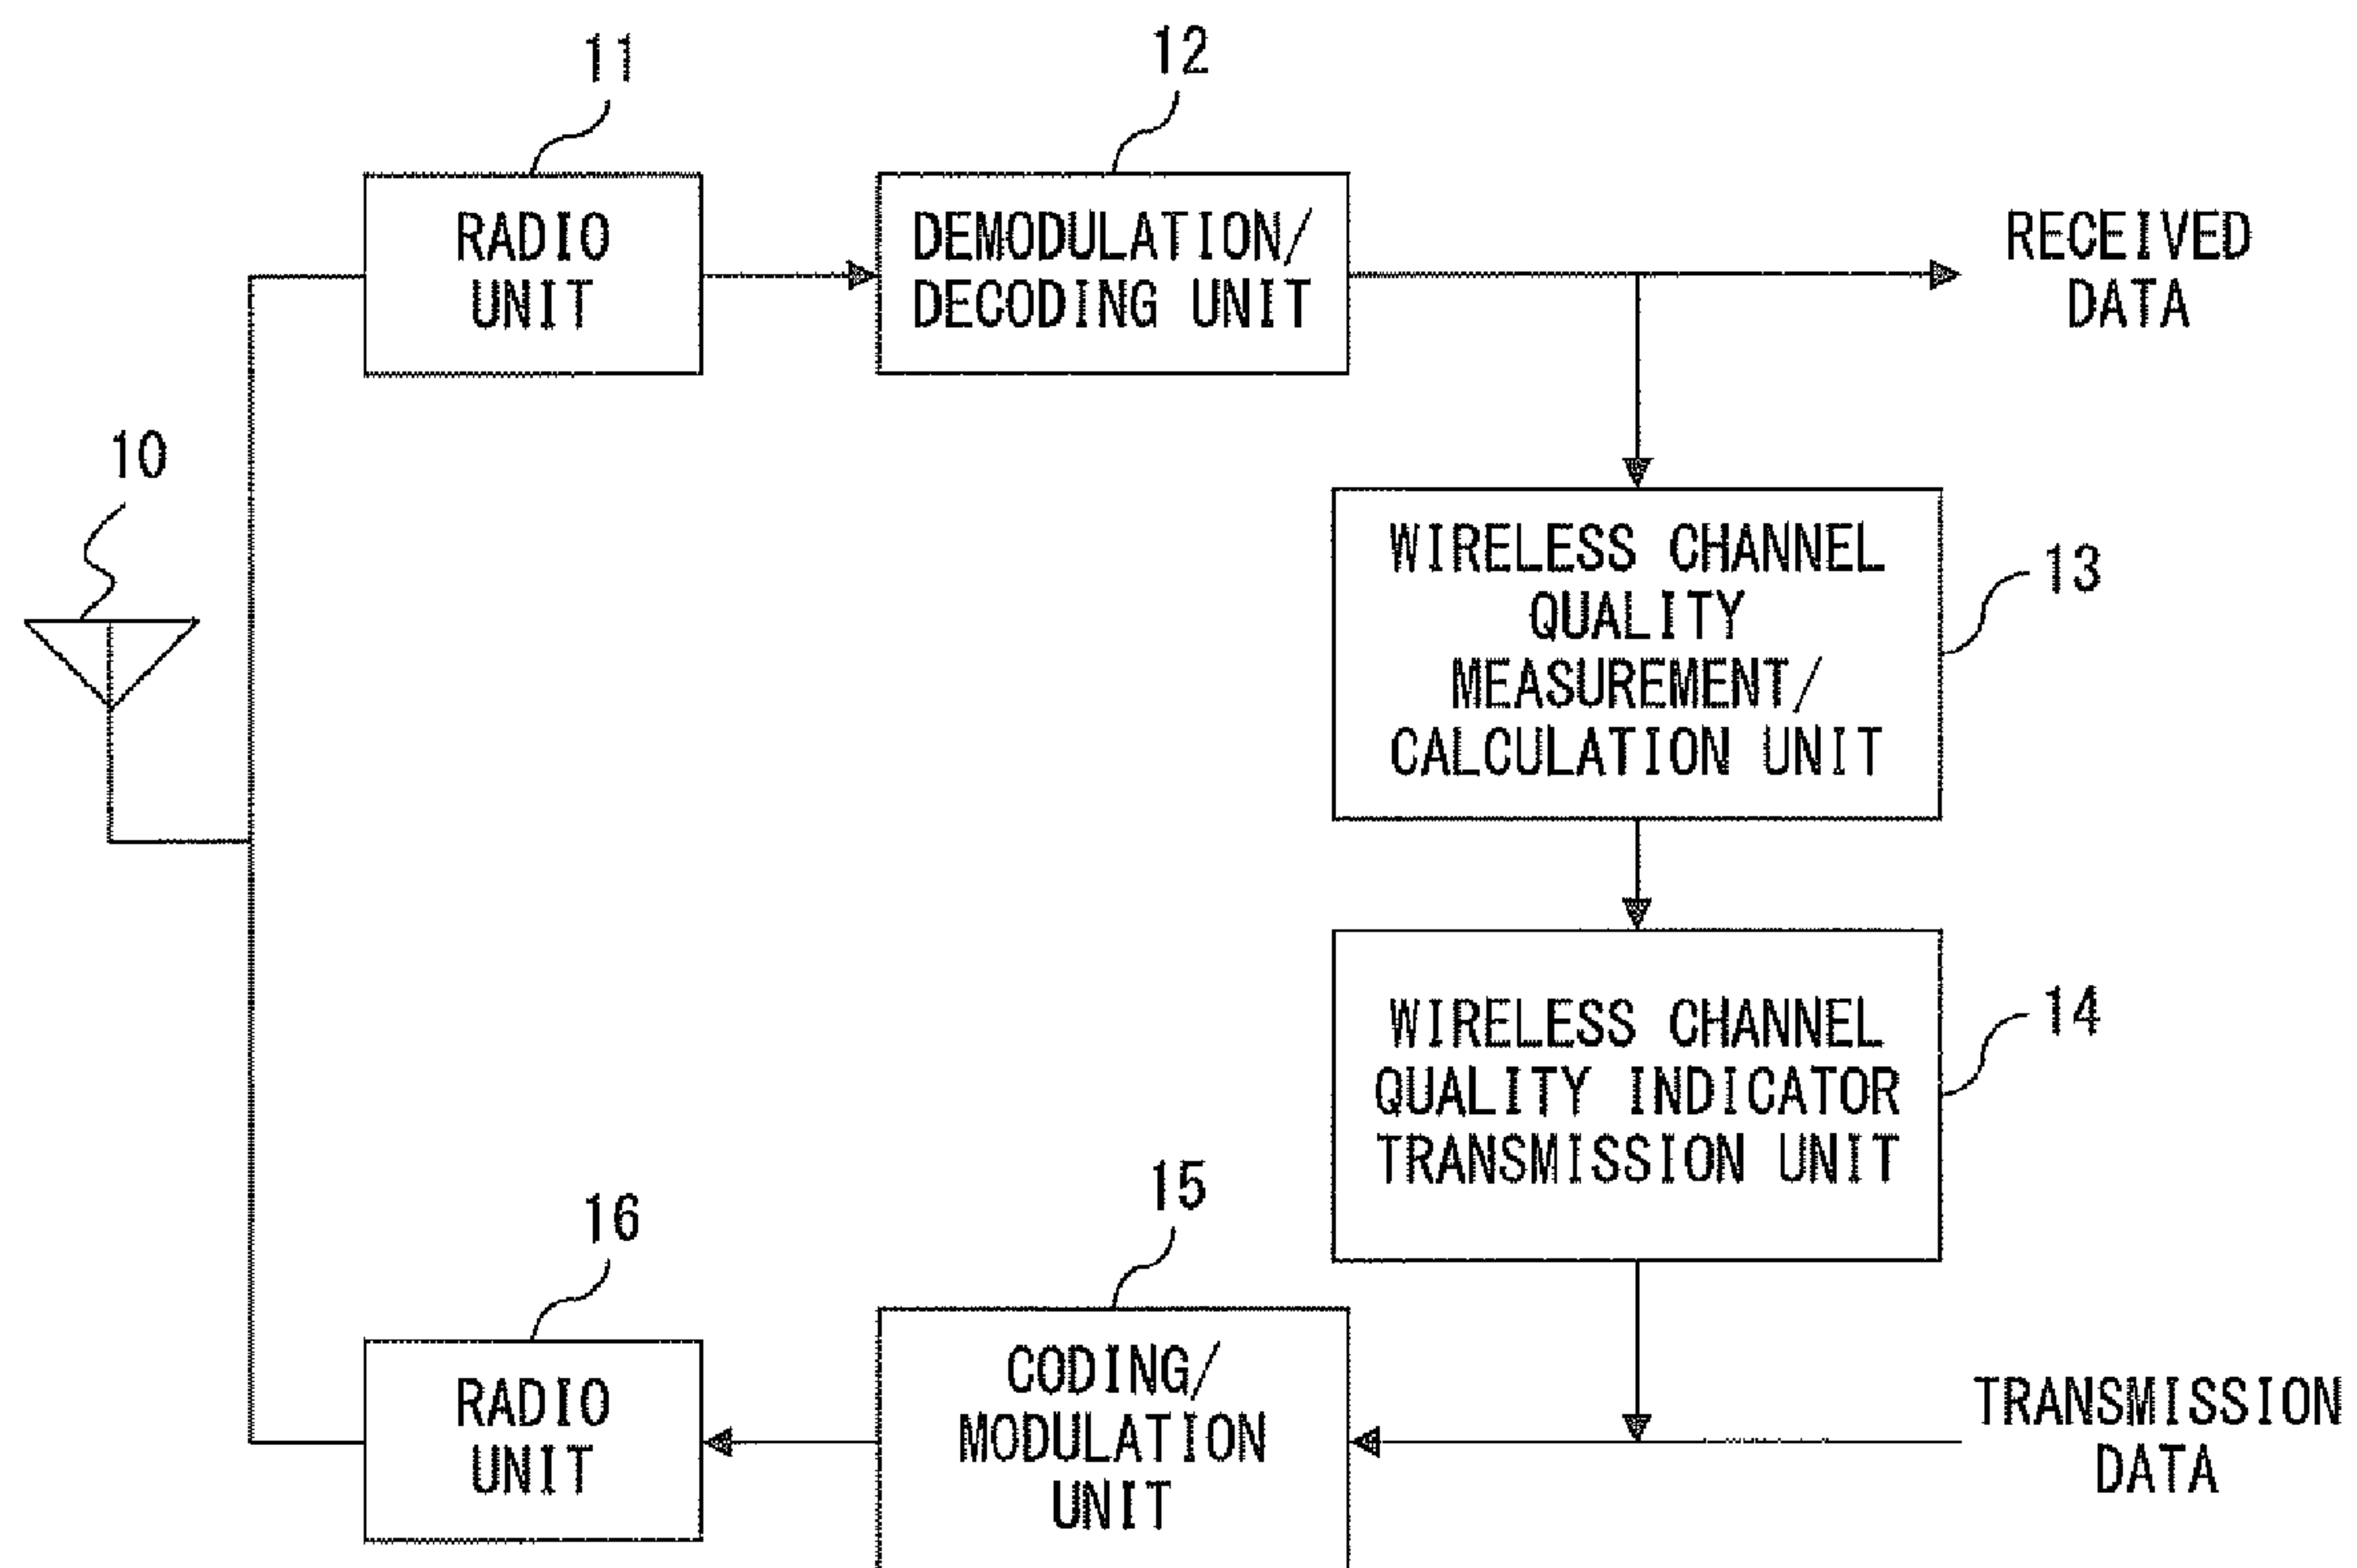 11
12
RADIO
UNIT
DEMODULATION/
DECODING UNIT
RECEIVED
DATA
10
WIRELESS CHANNEL
QUALITY
MEASUREMENT/
CALCULATION UNIT
13
WIRELESS CHANNEL
QUALITY INDICATOR
TRANSMISSION UNIT
14
16
15
RADIO
UNIT
CODING/
MODULATION
UNIT
TRANSMISSION
DATA